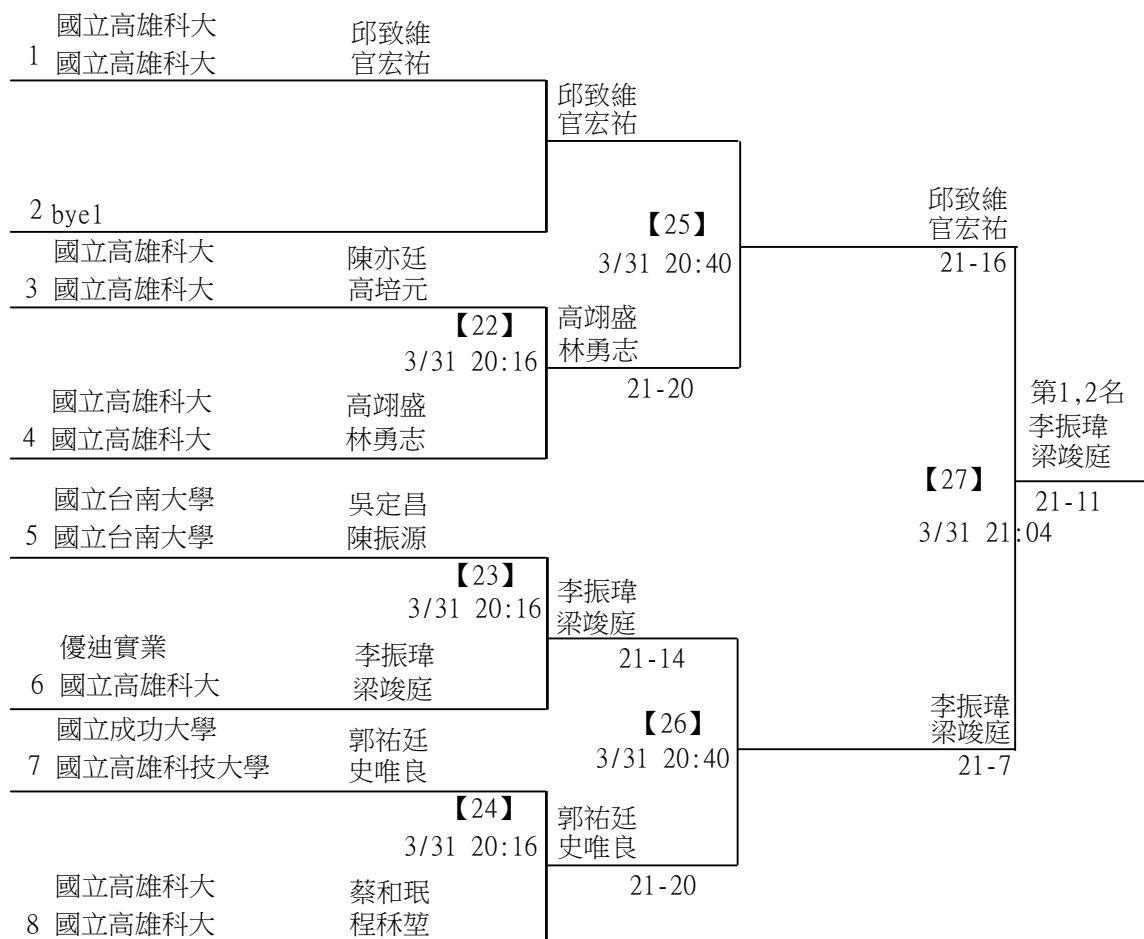 國立高雄科大 邱致維
1 國立高雄科大 官宏祐
邱致維
官宏祐
2 bye1
【25】
3/31 20:40
邱致維
官宏祐
21-16
國立高雄科大 陳亦廷
3 國立高雄科大 高培元
【22】
3/31 20:16
高翊盛
林勇志
21-20
國立高雄科大 高翊盛
4 國立高雄科大 林勇志
第1,2名
李振瑋
梁竣庭
21-11
【27】
3/31 21:04
國立台南大學 吳定昌
5 國立台南大學 陳振源
【23】
3/31 20:16
李振瑋
梁竣庭
21-14
優迪實業 李振瑋
6 國立高雄科大 梁竣庭
【26】
3/31 20:40
李振瑋
梁竣庭
21-7
國立成功大學 郭祐廷
7 國立高雄科技大學 史唯良
【24】
3/31 20:16
郭祐廷
史唯良
21-20
國立高雄科大 蔡和珉
8 國立高雄科大 程秝堃